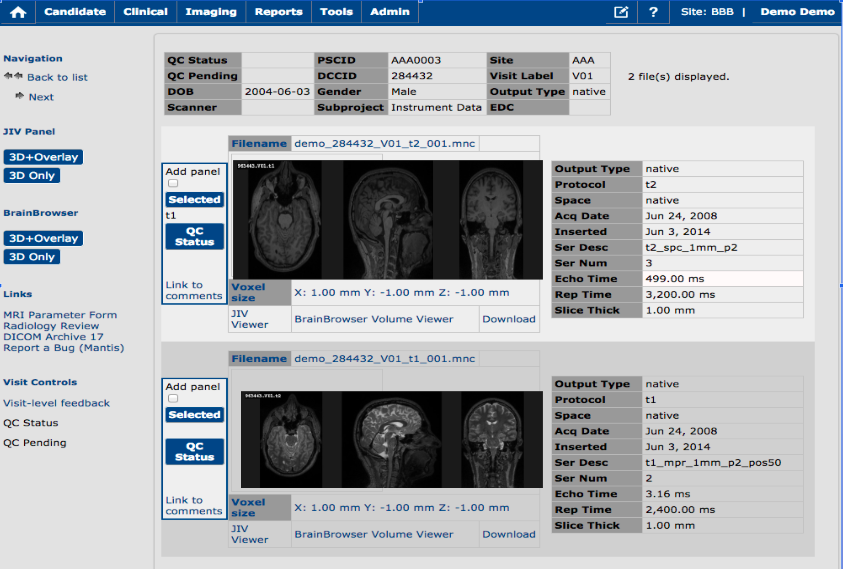 Candidate Clinical Imaging Reports Tools Admin ? Site: BBB | Demo Demo
Navigation
Back to list
Next
JIV Panel
3D+Overlay
3D Only
BrainBrowser
3D+Overlay
3D Only
Links
MRI Parameter Form
Radiology Review
DICOM Archive 17
Report a Bug (Mantis)
Visit Controls
Visit-level feedback
QC Status
QC Pending
QC Status PSCID AAA0003 Site AAA
QC Pending DCCID 284432 Visit Label V01
DOB 2004-06-03 Gender Male Output Type native
Scanner Subproject Instrument Data EDC
2 file(s) displayed.
Filename demo_284432_V01_t2_001.mnc
Add panel
Selected
t1
QC
Status
Link to
comments
965443.V01.t1
Voxel
size
X: 1.00 mm Y: -1.00 mm Z: -1.00 mm
JIV
Viewer
BrainBrowser Volume Viewer Download
Output Type native
Protocol t2
Space native
Acq Date Jun 24, 2008
Inserted Jun 3, 2014
Ser Desc t2_spc_1mm_p2
Ser Num 3
Echo Time 499.00 ms
Rep Time 3,200.00 ms
Slice Thick 1.00 mm
Filename demo_284432_V01_t1_001.mnc
Add panel
Selected
QC
Status
Link to
comments
965443.V01.t2
Voxel
size
X: 1.00 mm Y: -1.00 mm Z: -1.00 mm
JIV
Viewer
BrainBrowser Volume Viewer Download
Output Type native
Protocol t1
Space native
Acq Date Jun 24, 2008
Inserted Jun 3, 2014
Ser Desc t1_mpr_1mm_p2_pos50
Ser Num 2
Echo Time 3.16 ms
Rep Time 2,400.00 ms
Slice Thick 1.00 mm